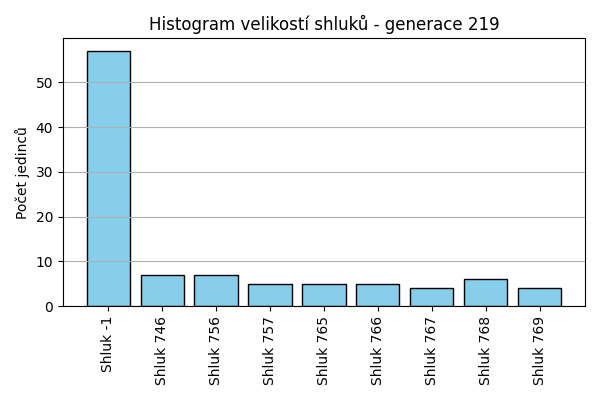 Histogram velikostí shluků - generace 219
Počet jedinců
50
40
30
20
10
0
Shluk -1
Shluk 746
Shluk 756
Shluk 757
Shluk 765
Shluk 766
Shluk 767
Shluk 768
Shluk 769